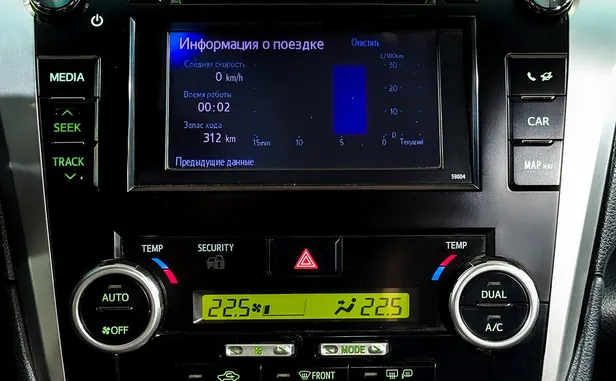 MEDIA
SEEK
TRACK
Информация о поездке
Очистить
Средняя скорость
0 km/h
Время работы
00:02
Запас хода
312 km
Предыдущие данные
L/100km
30
20
10
0
15min 10 5 0 Текущий
59004
CAR
MAP NAV
TEMP
SECURITY
TEMP
AUTO
OFF
22.5
22.5
DUAL
A/C
MODE
FRONT